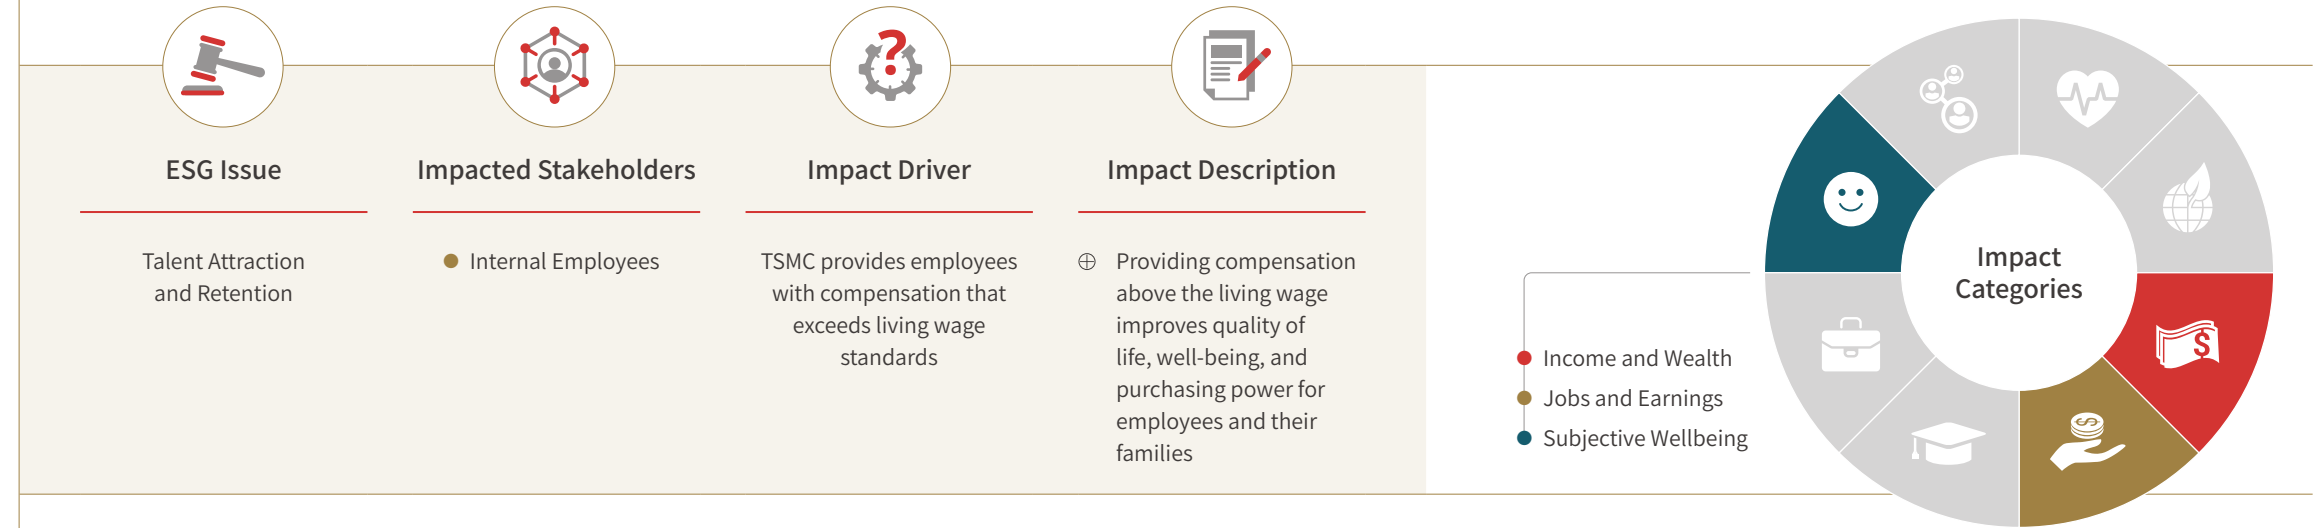 ESG Issue
Talent Attraction
and Retention
Impacted Stakeholders
Internal Employees
Impact Driver
TSMC provides employees
with compensation that
exceeds living wage
standards
Impact Description
Providing compensation
above the living wage
improves quality of
life, well-being, and
purchasing power for
employees and their
families
Income and Wealth
Jobs and Earnings
Subjective Wellbeing
Impact
Categories